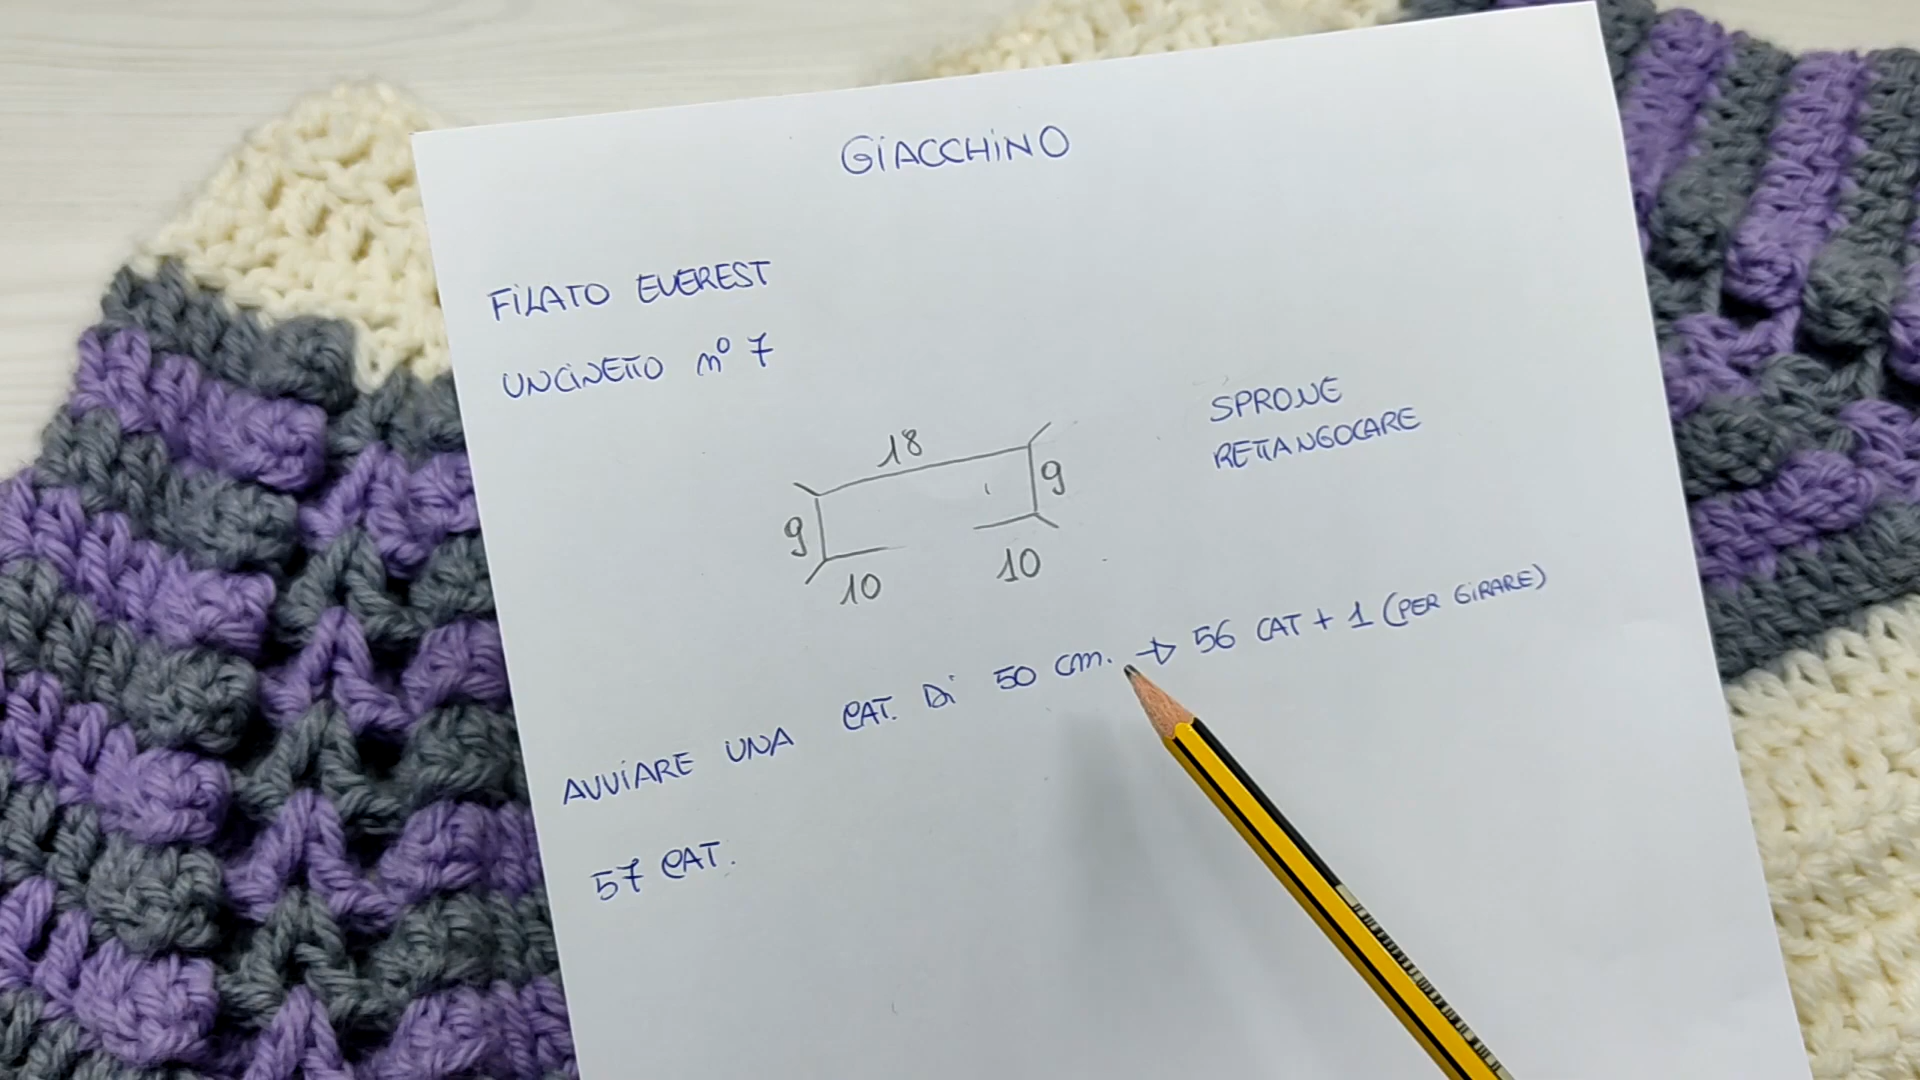 GIACCHINO
FILATO EVEREST
UNCINETTO n° 7
SPRONE
RETTANGOLARE
18
9
9
10
10
AVVIARE UNA CAT. DI 50 cm. → 56 CAT + 1 (PER GIRARE)
57 CAT.